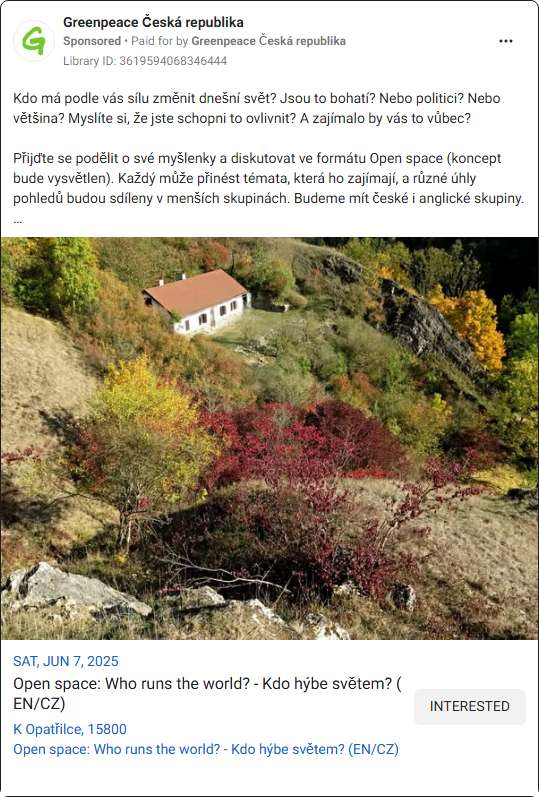 Greenpeace Česká republika
Sponsored • Paid for by Greenpeace Česká republika
Library ID: 3619594068346444
Kdo má podle vás sílu změnit dnešní svět? Jsou to bohatí? Nebo politici? Nebo
většina? Myslíte si, že jste schopni to ovlivnit? A zajímalo by vás to vůbec?
Přijďte se podělit o své myšlenky a diskutovat ve formátu Open space (koncept
bude vysvětlen). Každý může přinést témata, která ho zajímají, a různé úhly
pohledů budou sdíleny v menších skupinách. Budeme mít české i anglické skupiny.
...
SAT, JUN 7, 2025
Open space: Who runs the world? - Kdo hýbe světem? (
EN/CZ)
INTERESTED
K Opatřilce, 15800
Open space: Who runs the world? - Kdo hýbe světem? (EN/CZ)